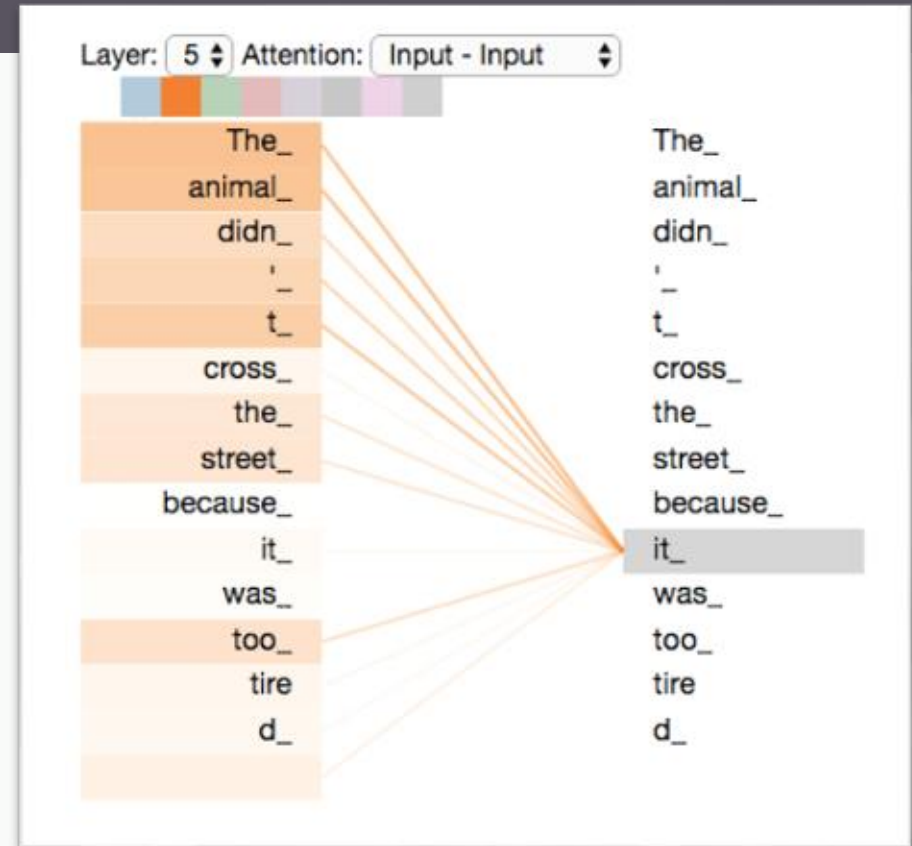 Layer: 5 Attention: Input - Input
The_ The_
animal_ animal_
didn_ didn_
'_ '_
t_ t_
cross_ cross_
the_ the_
street_ street_
because_ because_
it_ it_
was_ was_
too_ too_
tire tire
d_ d_